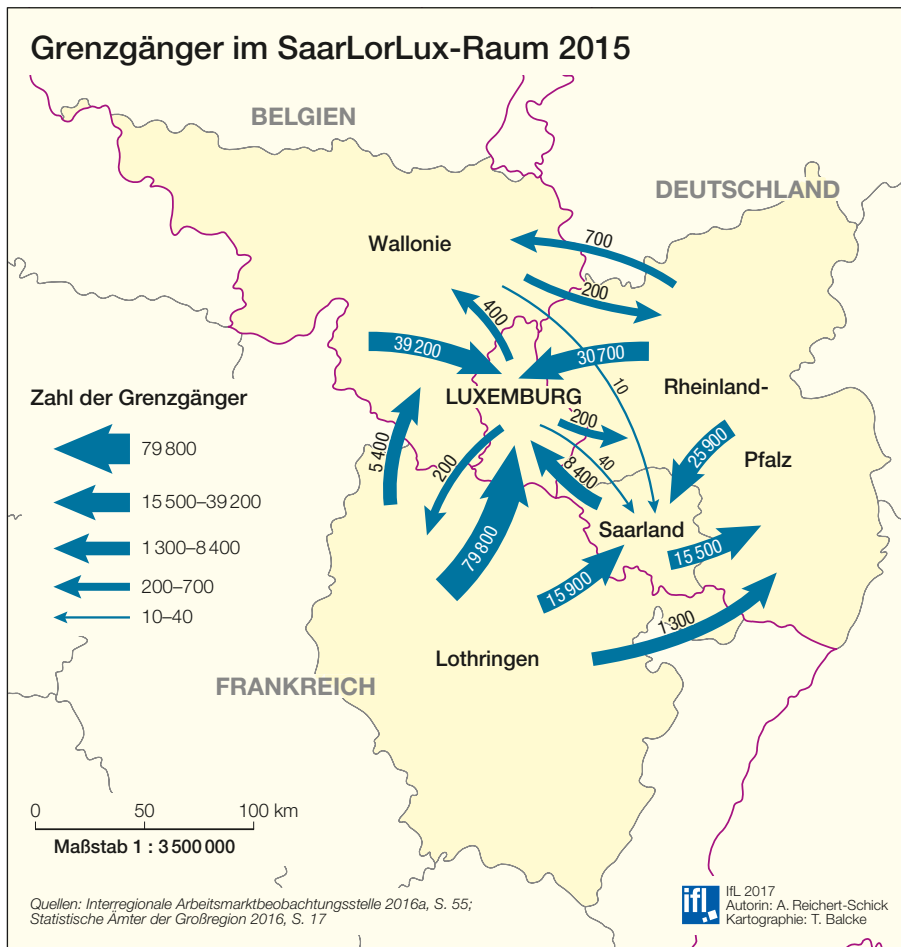 Grenzgänger im SaarLorLux-Raum 2015
BELGIEN
DEUTSCHLAND
Wallonie
700
200
400
39 200
30 700
10
LUXEMBURG
Rheinland-
Pfalz
200
40
5 400
200
8 400
25 900
79 800
Saarland
15 900
15 500
1 300
Lothringen
FRANKREICH
Zahl der Grenzgänger
79 800
15 500–39 200
1 300–8 400
200–700
10–40
0 50 100 km
Maßstab 1 : 3 500 000
Quellen: Interregionale Arbeitsmarktbeobachtungsstelle 2016a, S. 55;
Statistische Ämter der Großregion 2016, S. 17
ifl
IfL 2017
Autorin: A. Reichert-Schick
Kartographie: T. Balcke